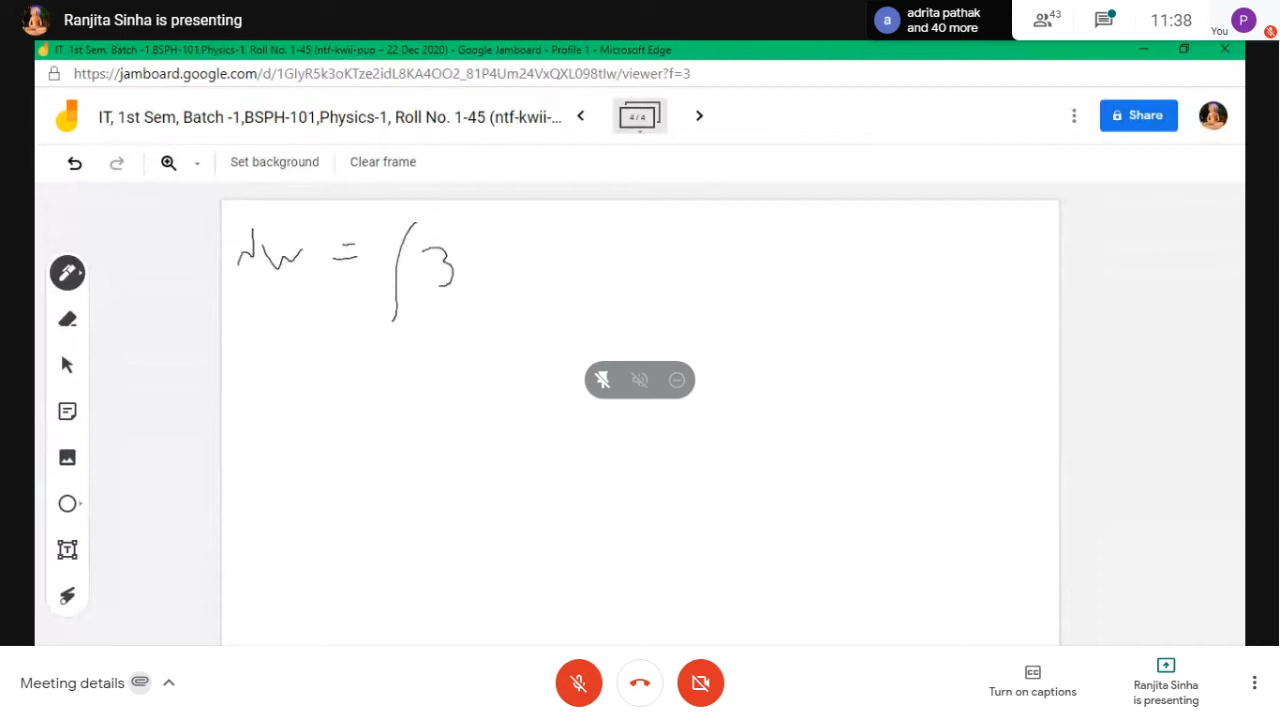 Ranjita Sinha is presenting
a
adrita pathak
and 40 more
43
11:38
P
You
IT, 1st Sem, Batch -1,BSPH-101,Physics-1, Roll No. 1-45 (ntf-kwii-pup – 22 Dec 2020) - Google Jamboard - Profile 1 - Microsoft Edge
https://jamboard.google.com/d/1GIyR5k3oKTze2idL8KA4OO2_81P4Um24VxQXL098tIw/viewer?f=3
IT, 1st Sem, Batch -1,BSPH-101,Physics-1, Roll No. 1-45 (ntf-kwii-...
4 / 4
Share
Set background
Clear frame
dW = ( 3
Meeting details
Turn on captions
Ranjita Sinha
is presenting